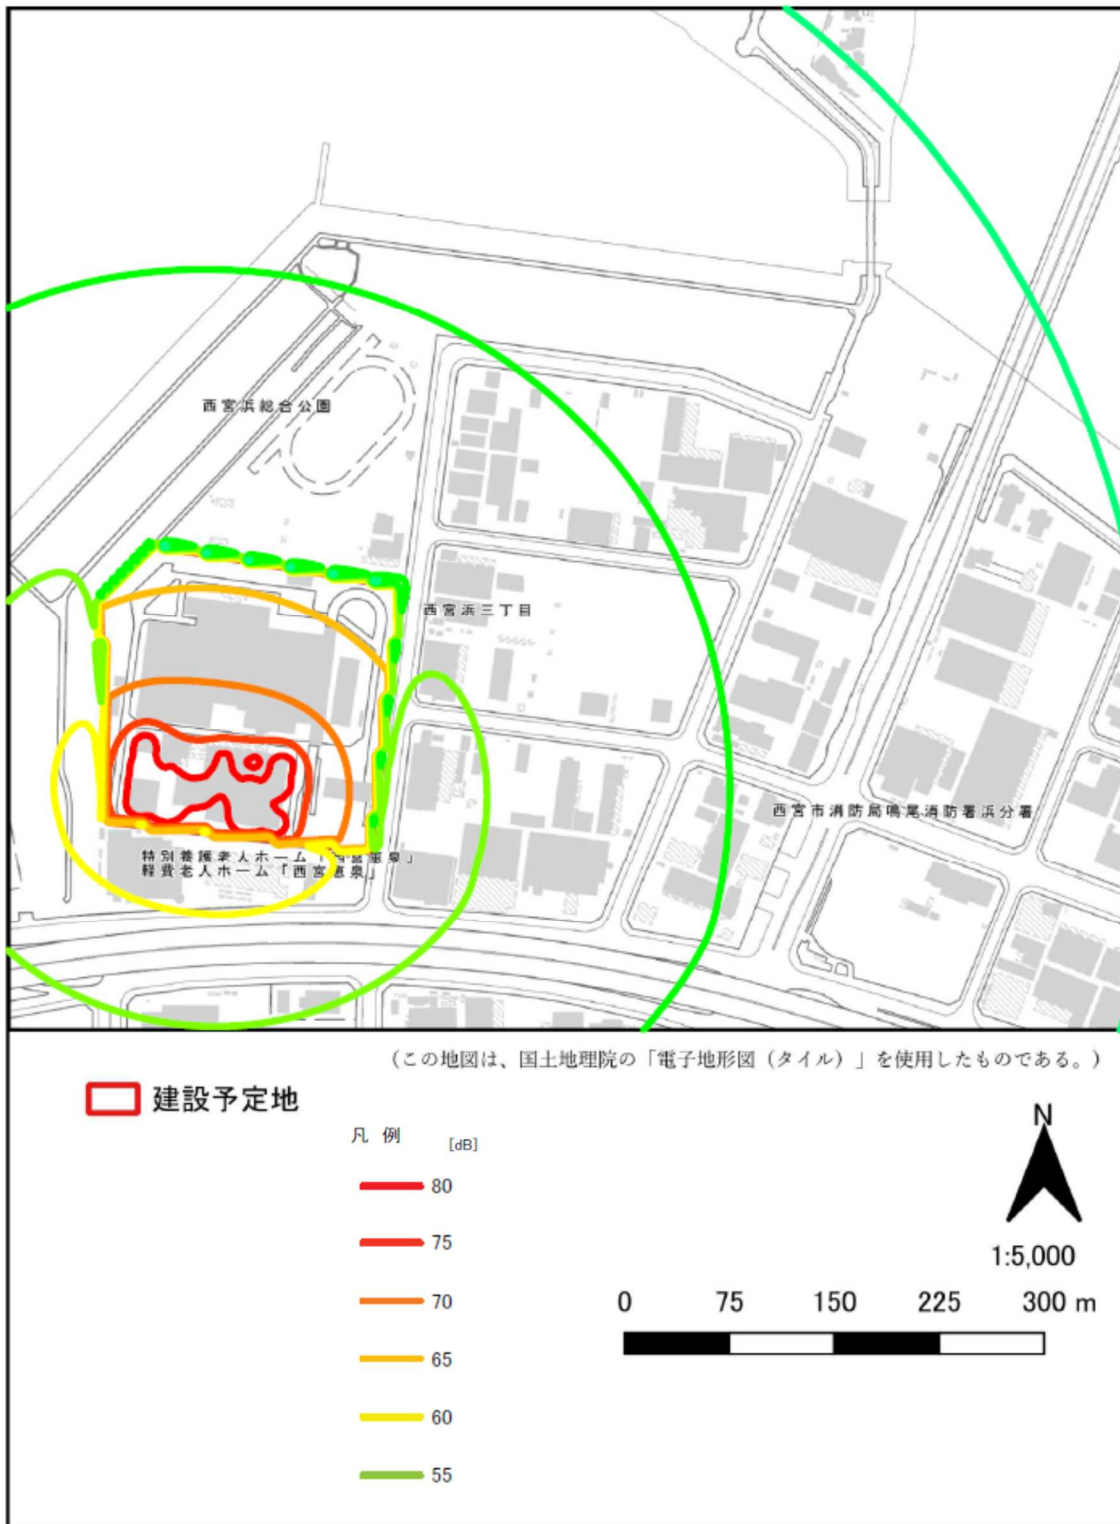 西宮浜総合公園
西宮浜三丁目
西宮市消防局鳴尾消防署浜分署
特別養護老人ホーム「西宮恵泉」
軽費老人ホーム「西宮恵泉」
(この地図は、国土地理院の「電子地形図(タイル)」を使用したものである。)
建設予定地
凡 例 [dB]
80
75
70
65
60
55
N
1:5,000
0 75 150 225 300 m